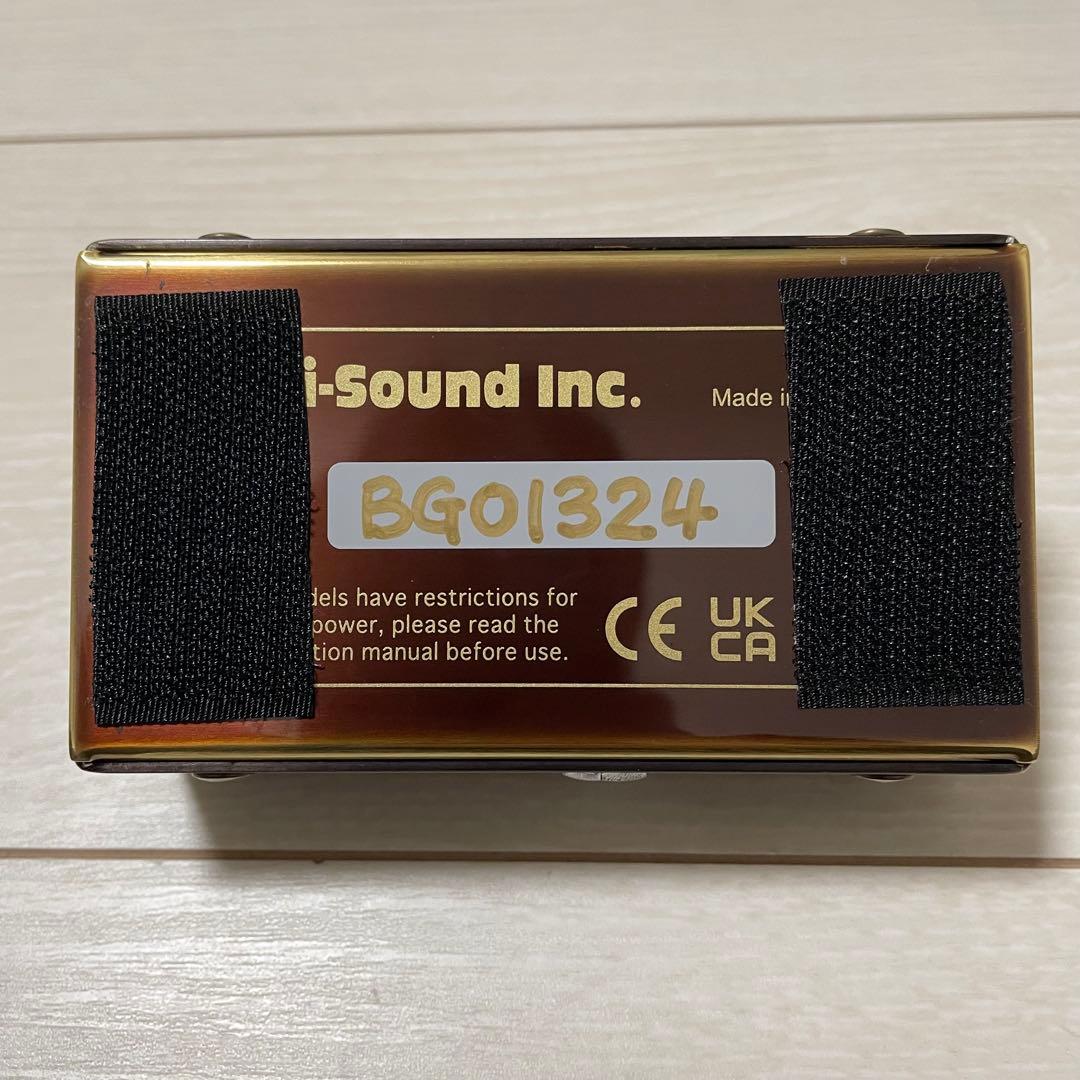 i-Sound Inc.
Made in
BG01324
dels have restrictions for
power, please read the
tion manual before use.
CE
UK
CA